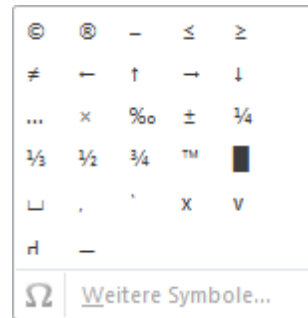 © ® – ≤ ≥
≠ ← ↑ → ↓
… × ‰ ± ¼
⅓ ½ ¾ ™ █
x v
Ω Weitere Symbole...